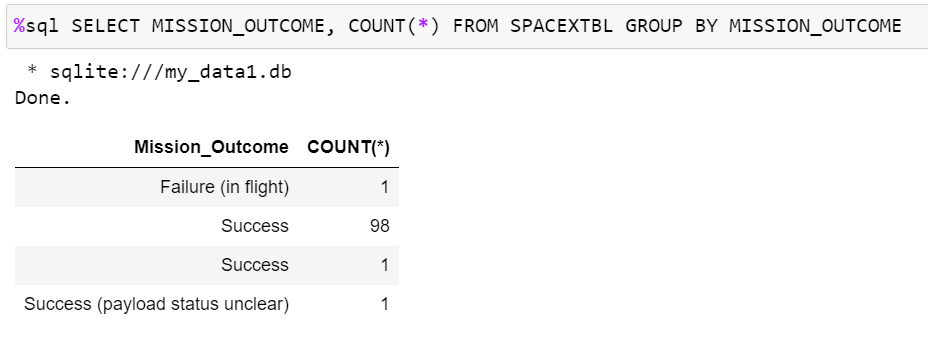 %sql SELECT MISSION_OUTCOME, COUNT(*) FROM SPACEXTBL GROUP BY MISSION_OUTCOME
* sqlite:///my_data1.db
Done.
Mission_Outcome COUNT(*)
Failure (in flight) 1
Success 98
Success 1
Success (payload status unclear) 1